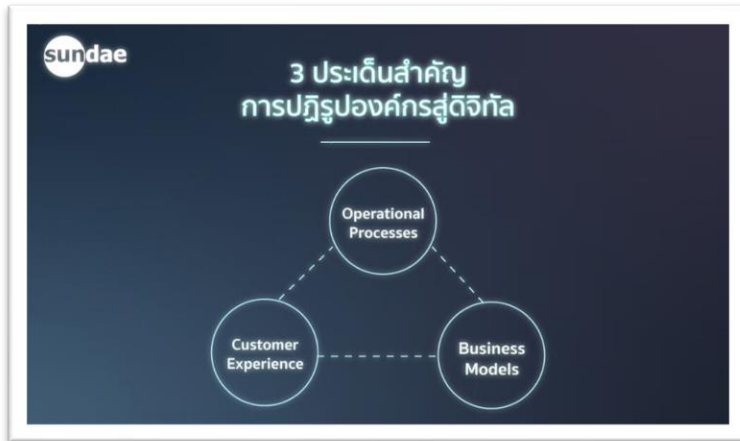 sundae
3 ประเด็นสำคัญ
การปฏิรูปองค์กรสู่ดิจิทัล
Operational
Processes
Customer
Experience
Business
Models